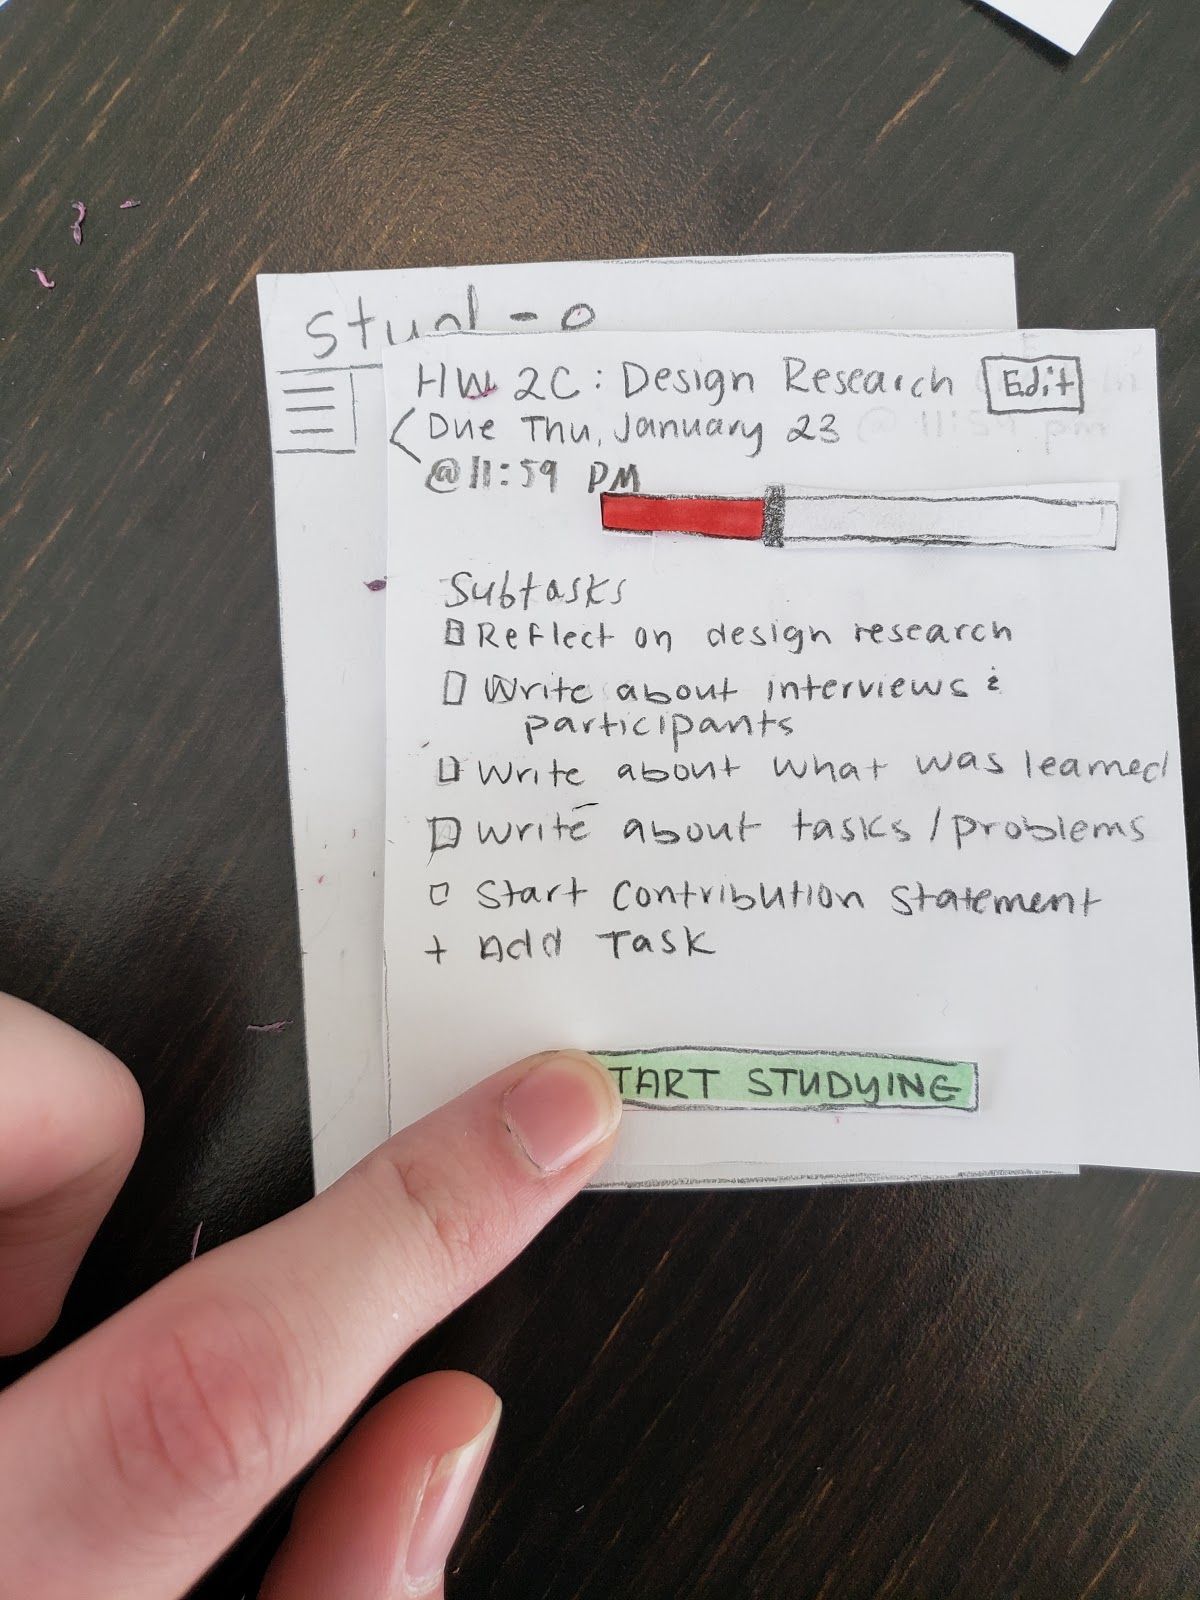 stud-e
HW 2C: Design Research
Edit
Due Thu, January 23
@ 11:59 PM
Subtasks
Reflect on design research
Write about interviews &
participants
Write about what was learned
Write about tasks/problems
Start Contribution Statement
+ Add Task
TART STUDYING